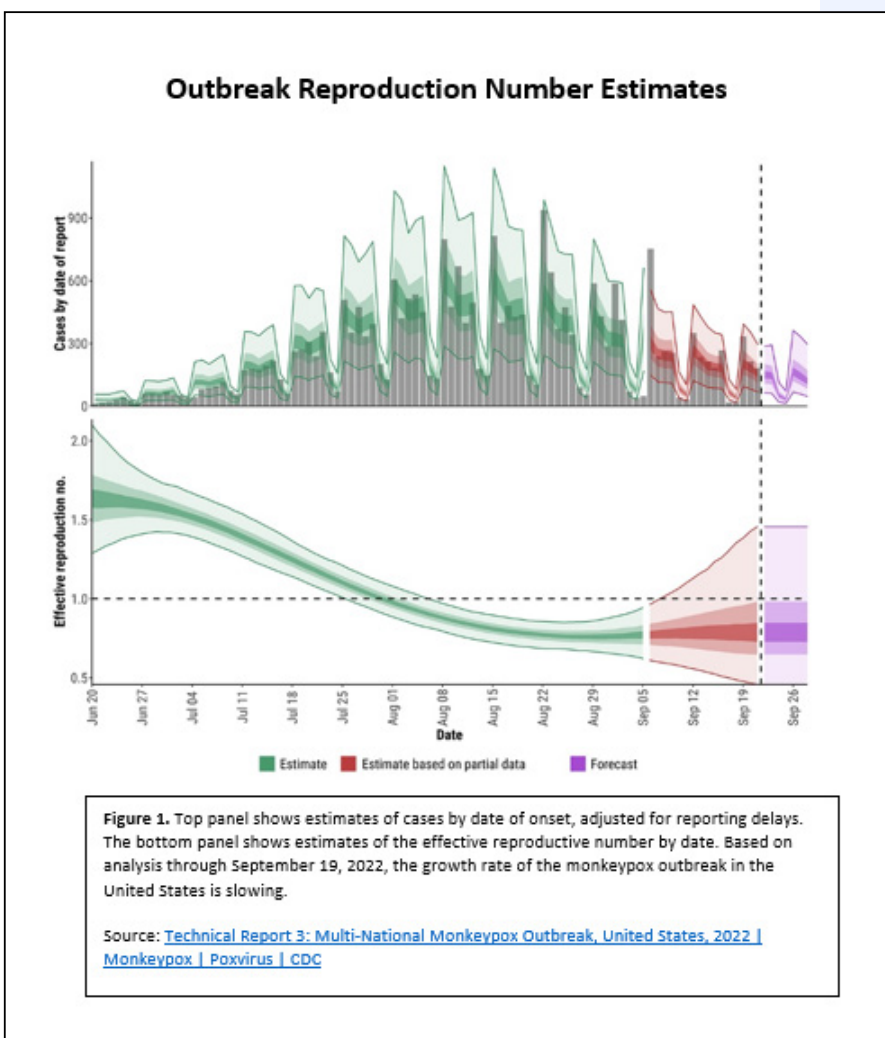 Outbreak Reproduction Number Estimates
Cases by date of report
900
600
300
0
Effective reproduction no.
2.0
1.5
1.0
0.5
Jun 20
Jun 27
Jul 04
Jul 11
Jul 18
Jul 25
Aug 01
Aug 08
Aug 15
Aug 22
Aug 29
Sep 05
Sep 12
Sep 19
Sep 26
Date
Estimate
Estimate based on partial data
Forecast
Figure 1. Top panel shows estimates of cases by date of onset, adjusted for reporting delays.
The bottom panel shows estimates of the effective reproductive number by date. Based on
analysis through September 19, 2022, the growth rate of the monkeypox outbreak in the
United States is slowing.
Source: Technical Report 3: Multi-National Monkeypox Outbreak, United States, 2022 |
Monkeypox | Poxvirus | CDC